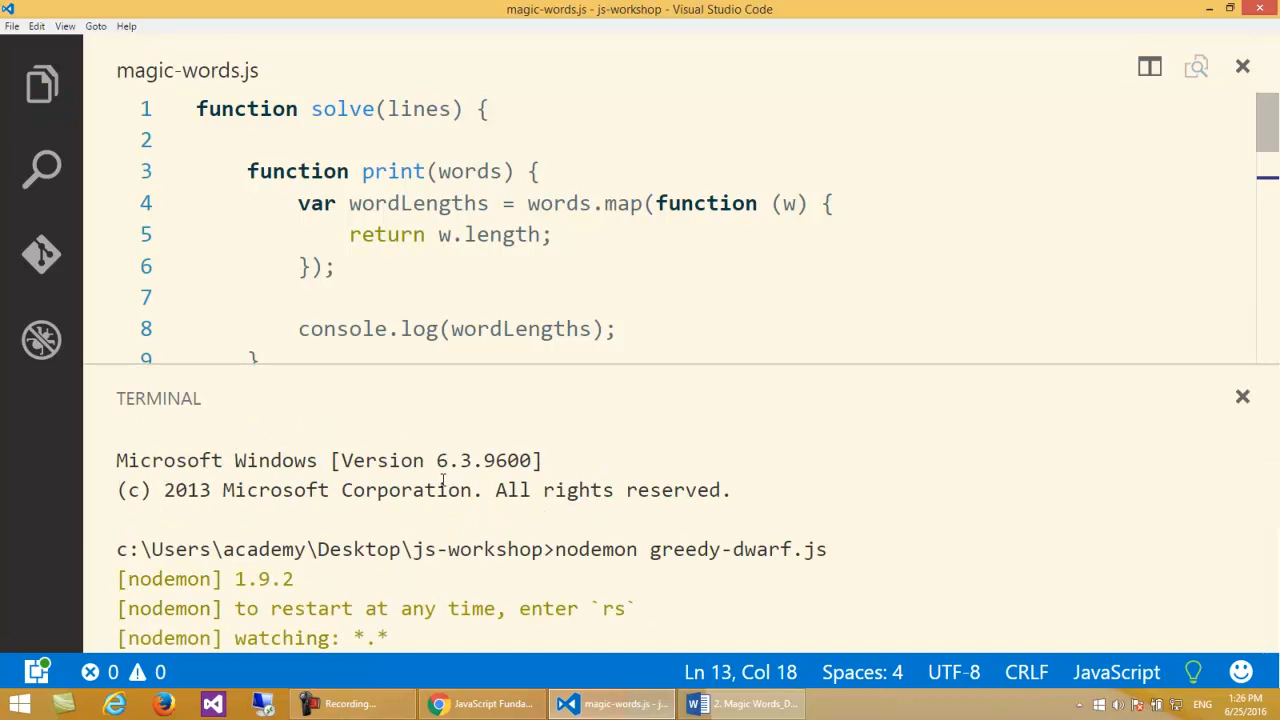 magic-words.js - js-workshop - Visual Studio Code
File Edit View Goto Help
magic-words.js
1 function solve(lines) {
2
3 function print(words) {
4 var wordLengths = words.map(function (w) {
5 return w.length;
6 });
7
8 console.log(wordLengths);
9 }
TERMINAL
Microsoft Windows [Version 6.3.9600]
(c) 2013 Microsoft Corporation. All rights reserved.
c:\Users\academy\Desktop\js-workshop>nodemon greedy-dwarf.js
[nodemon] 1.9.2
[nodemon] to restart at any time, enter `rs`
[nodemon] watching: *.*
0 0 Ln 13, Col 18 Spaces: 4 UTF-8 CRLF JavaScript
Recording... JavaScript Funda... magic-words.js - j... 2. Magic Words_D... ENG 1:26 PM
6/25/2016